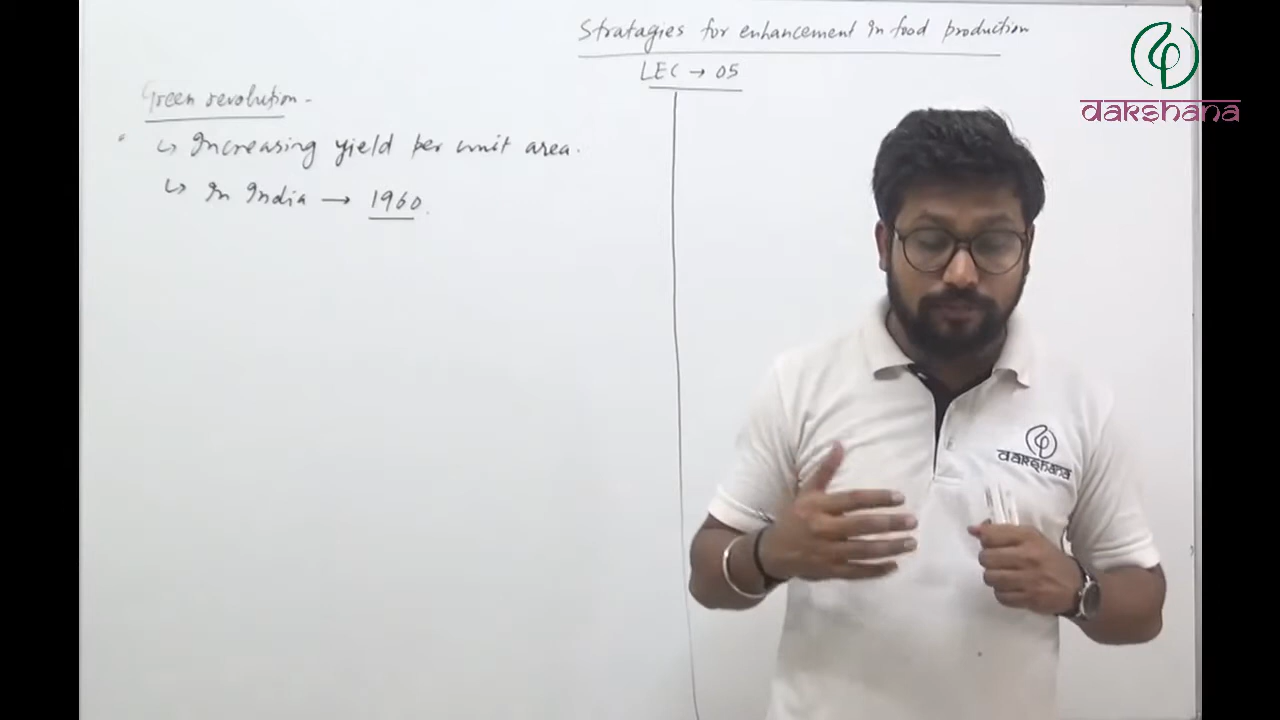 Stratagies for enhancement in food production
LEC → 05
Green revolution -
↳ Increasing yield per unit area.
↳ In India → 1960.
dakshana
dakshana